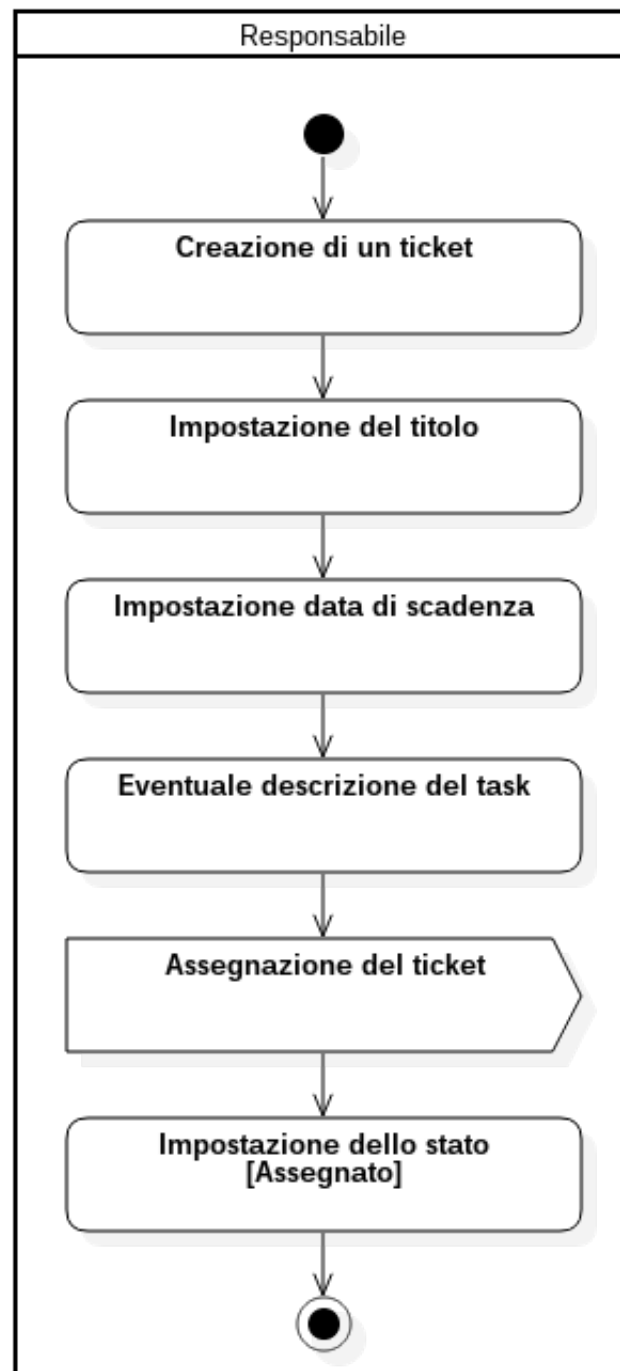 Responsabile
Creazione di un ticket
Impostazione del titolo
Impostazione data di scadenza
Eventuale descrizione del task
Assegnazione del ticket
Impostazione dello stato
[Assegnato]